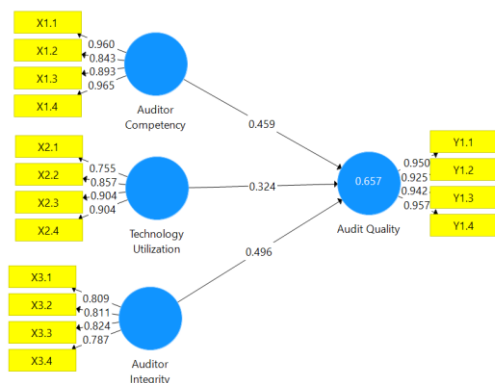 X1.1
X1.2
X1.3
X1.4
0.960
0.843
0.893
0.965
Auditor
Competency
0.459
X2.1
X2.2
X2.3
X2.4
0.755
0.857
0.904
0.904
Technology
Utilization
0.324
X3.1
X3.2
X3.3
X3.4
0.809
0.811
0.824
0.787
Auditor
Integrity
0.496
0.657
Audit Quality
0.950
0.925
0.942
0.957
Y1.1
Y1.2
Y1.3
Y1.4